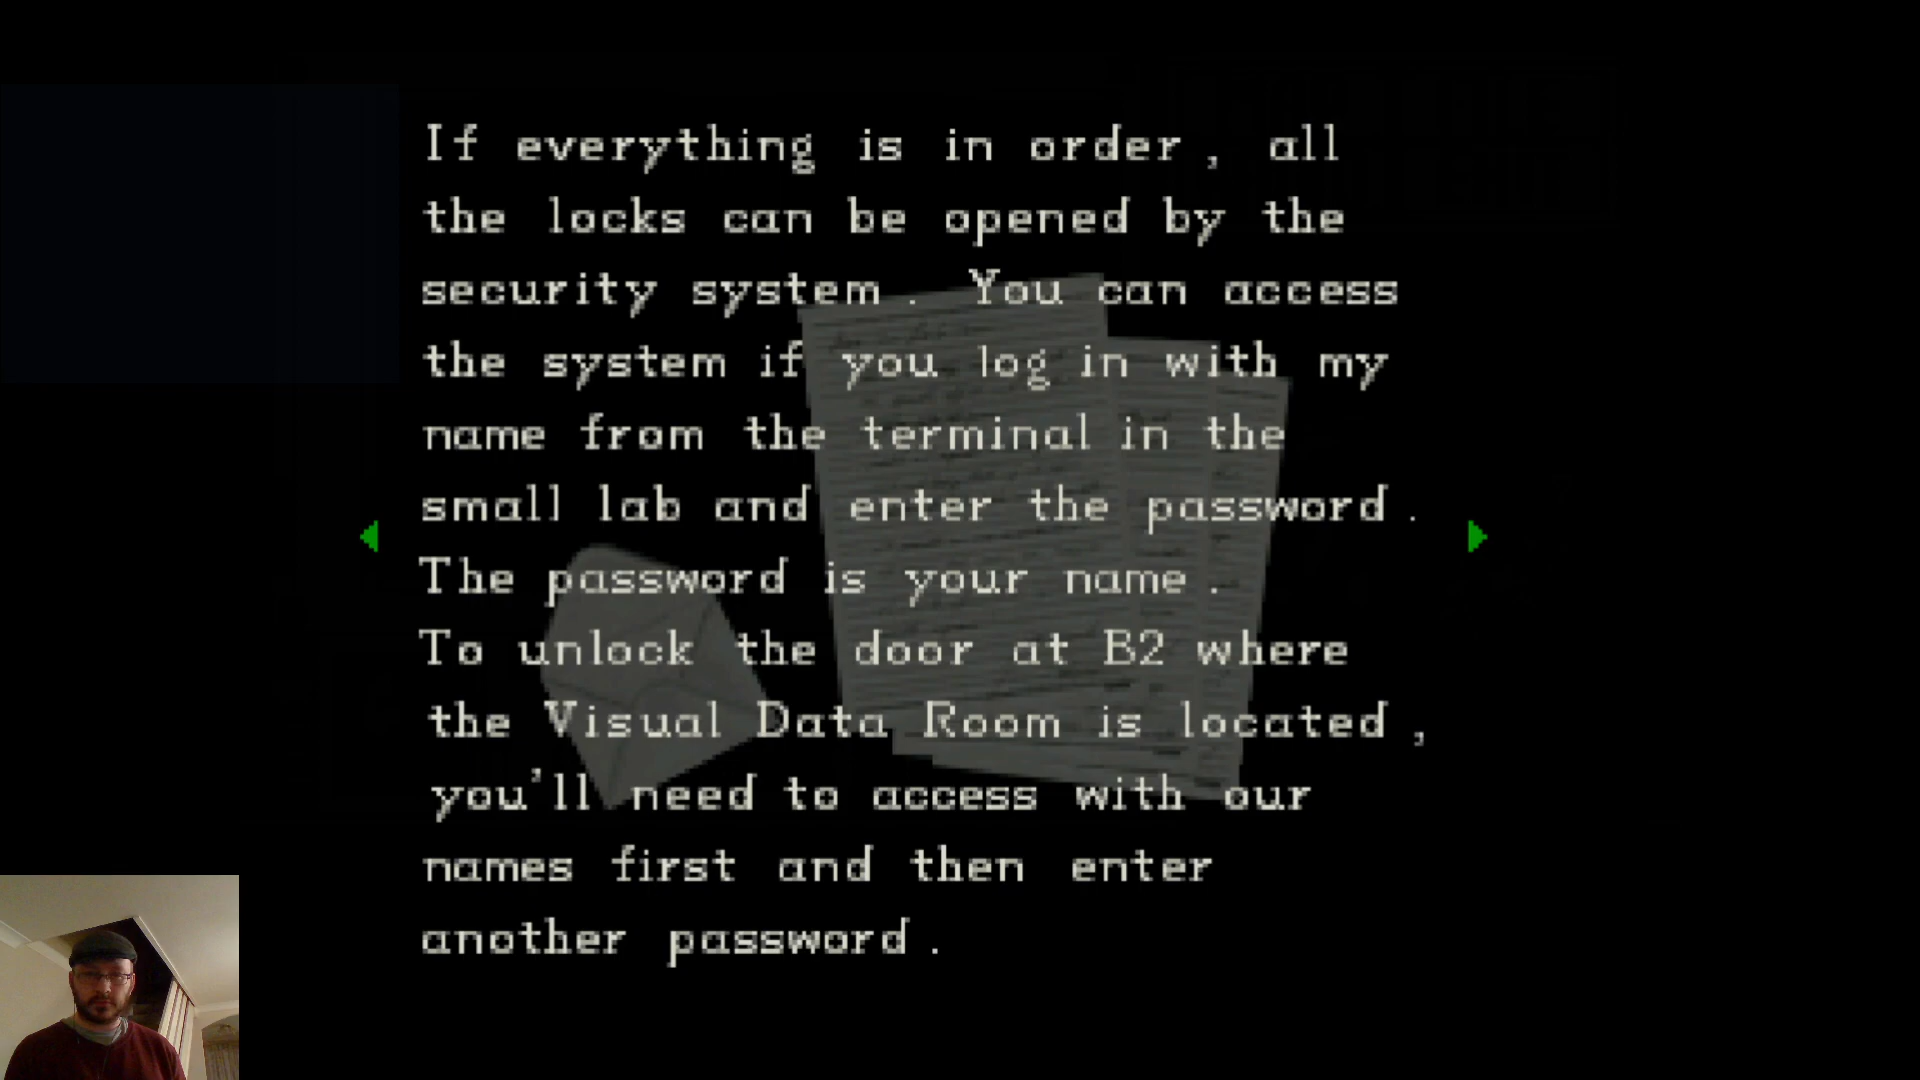 If everything is in order, all
the locks can be opened by the
security system. You can access
the system if you log in with my
name from the terminal in the
small lab and enter the password.
The password is your name.
To unlock the door at B2 where
the Visual Data Room is located,
you'll need to access with our
names first and then enter
another password.